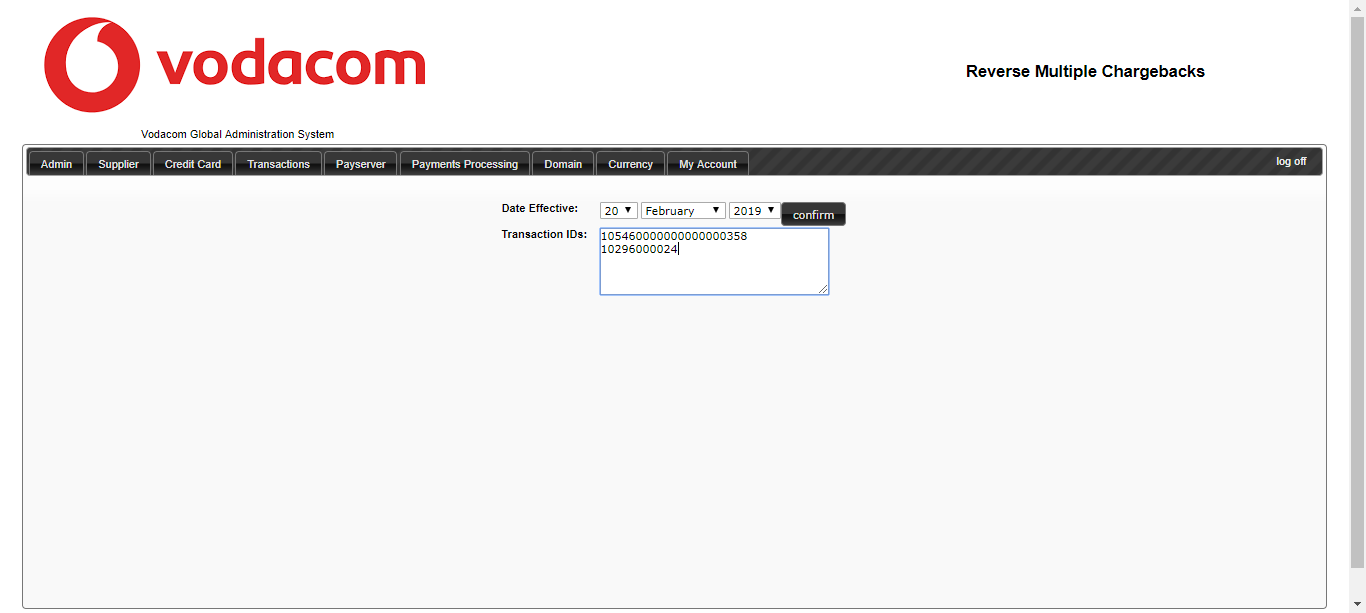 vodacom
Reverse Multiple Chargebacks
Vodacom Global Administration System
Admin Supplier Credit Card Transactions Payserver Payments Processing Domain Currency My Account log off
Date Effective: 20 February 2019 confirm
Transaction IDs: 105460000000000000358
10296000024